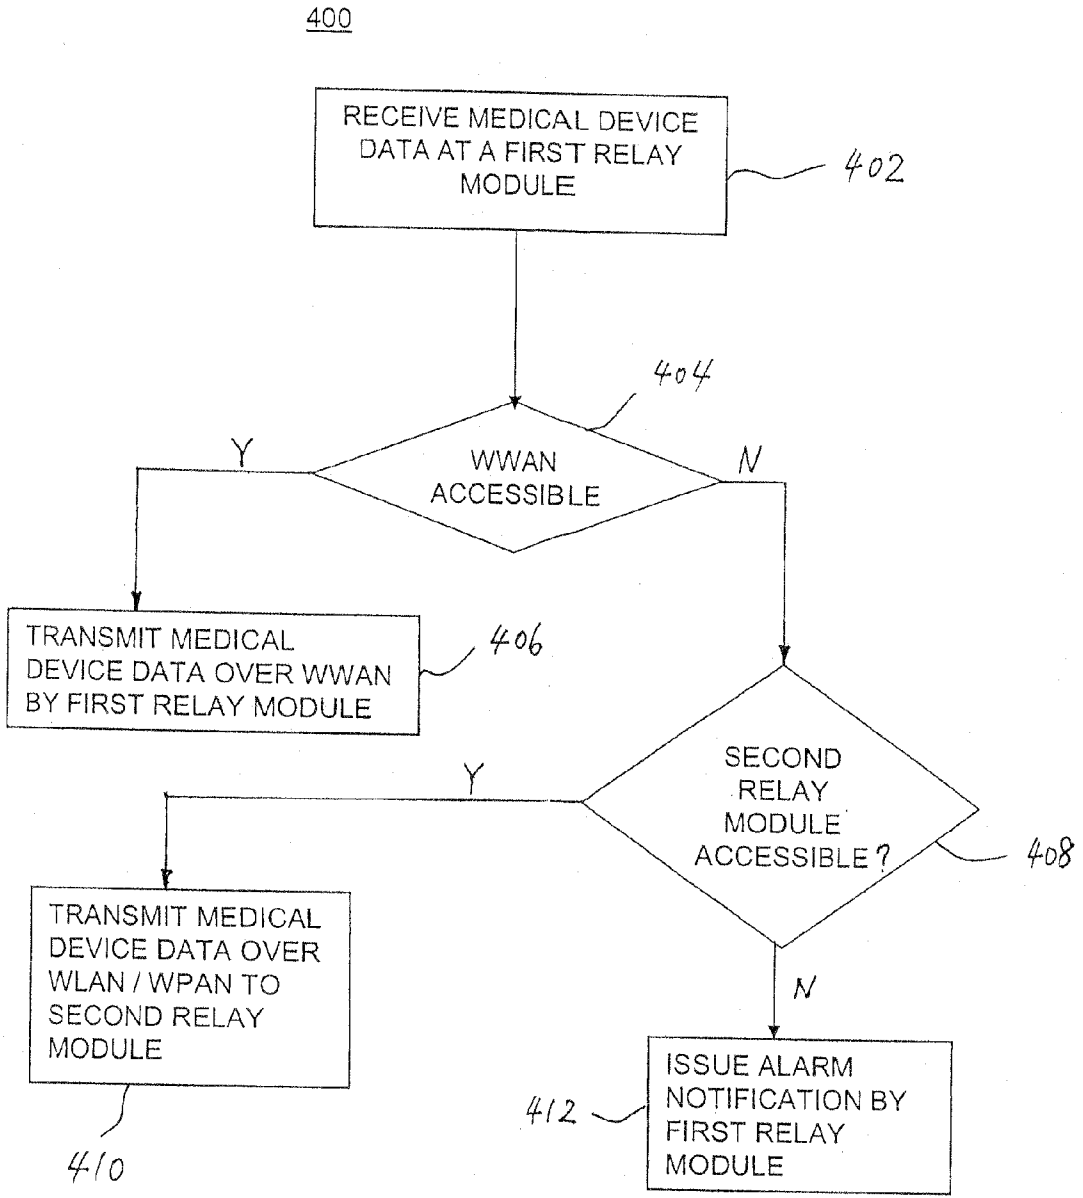 400
RECEIVE MEDICAL DEVICE
DATA AT A FIRST RELAY
MODULE
402
404
WWAN
ACCESSIBLE
Y
N
TRANSMIT MEDICAL
DEVICE DATA OVER WWAN
BY FIRST RELAY MODULE
406
SECOND
RELAY
MODULE
ACCESSIBLE?
408
Y
N
TRANSMIT MEDICAL
DEVICE DATA OVER
WLAN / WPAN TO
SECOND RELAY
MODULE
410
ISSUE ALARM
NOTIFICATION BY
FIRST RELAY
MODULE
412